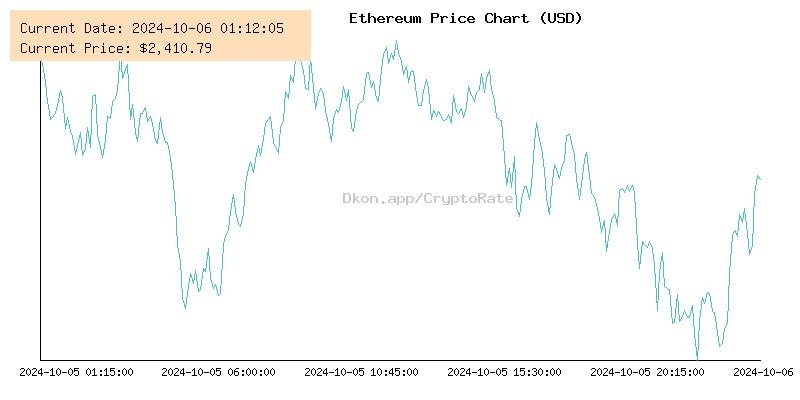 Ethereum Price Chart (USD)
Current Date: 2024-10-06 01:12:05
Current Price: $2,410.79
Dkon.app/CryptoRate
2024-10-05 01:15:00 2024-10-05 06:00:00 2024-10-05 10:45:00 2024-10-05 15:30:00 2024-10-05 20:15:00 2024-10-06